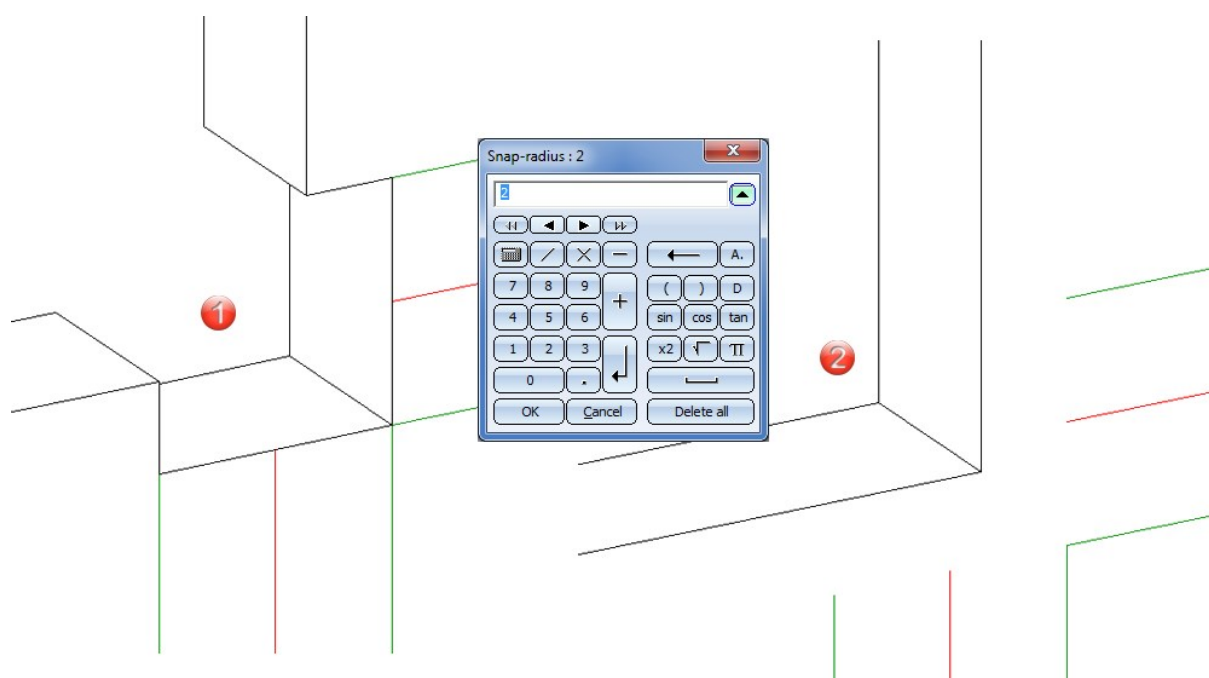 Snap-radius : 2
2
A.
7 8 9 + ( ) D
4 5 6 sin cos tan
1
1 2 3 x2 √ π
2
0 .
OK Cancel Delete all